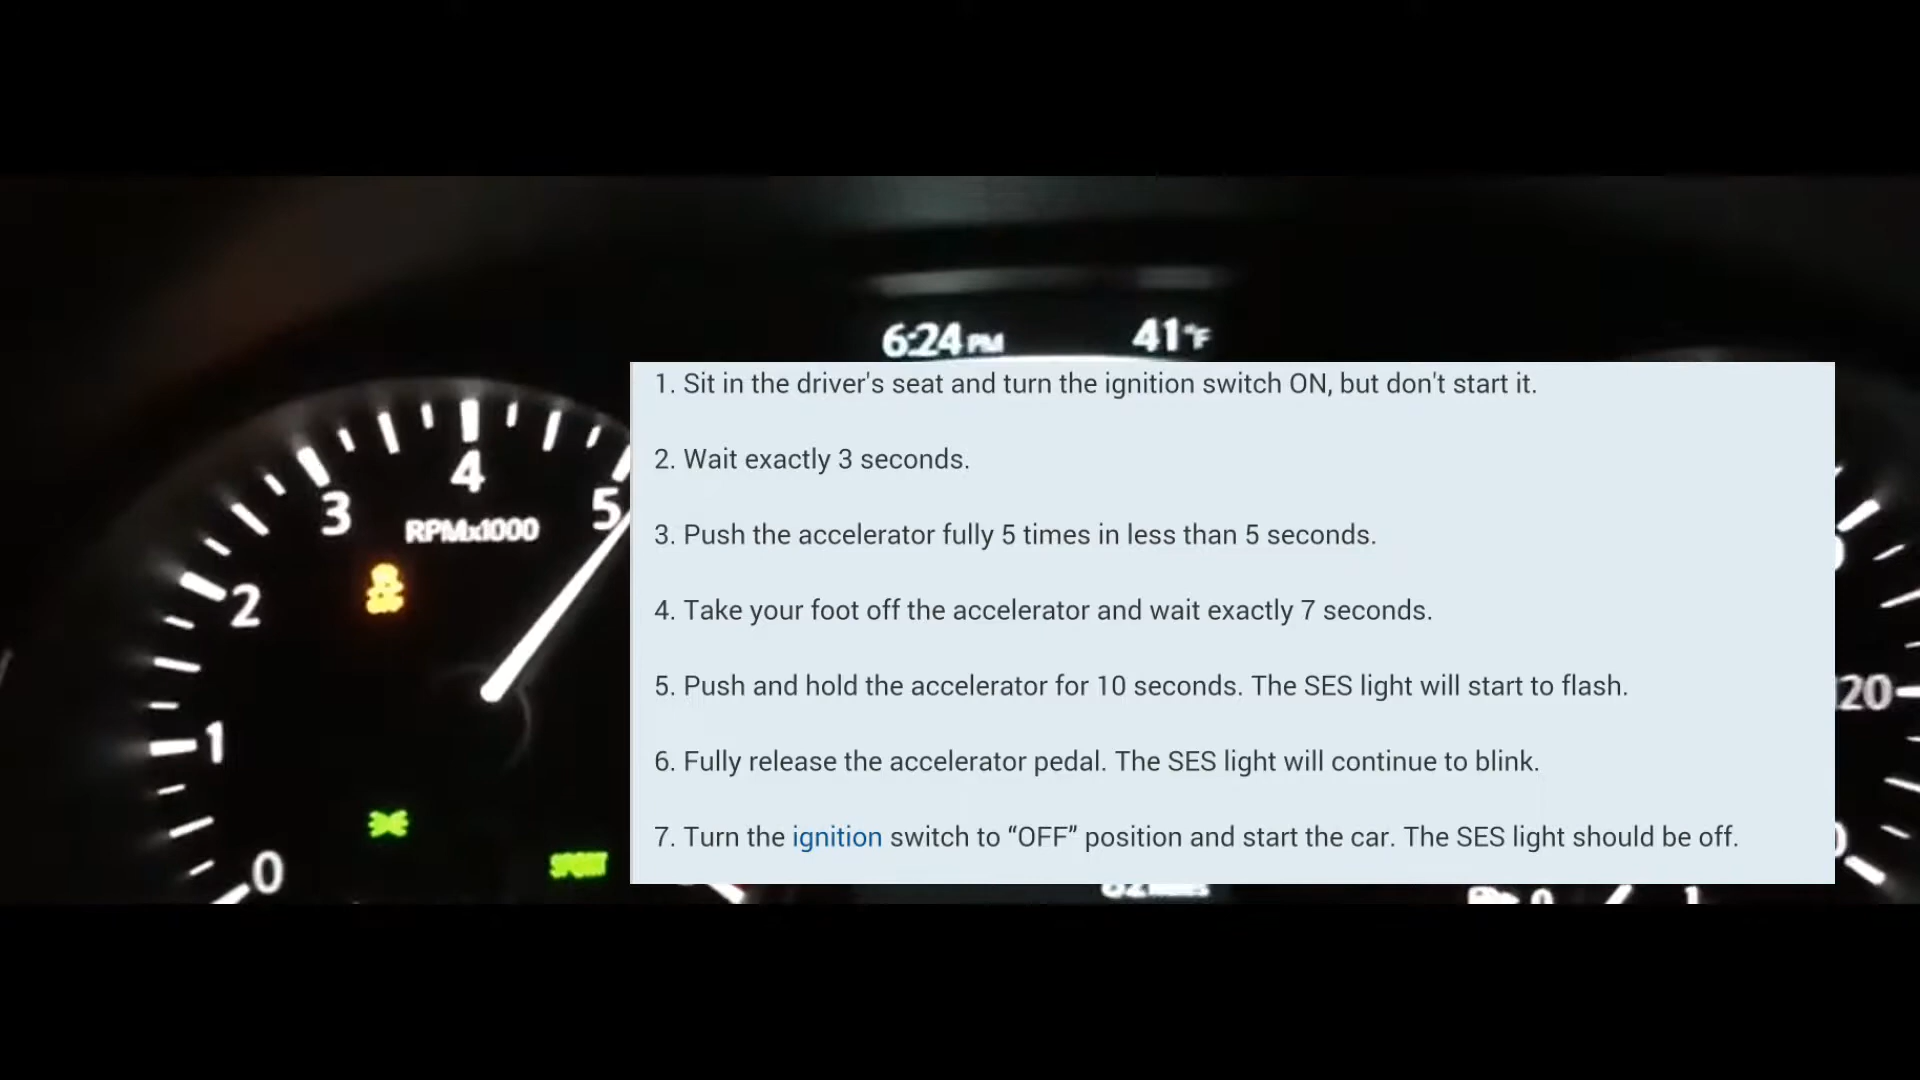 6:24 PM 41°F
1. Sit in the driver's seat and turn the ignition switch ON, but don't start it.
2. Wait exactly 3 seconds.
3. Push the accelerator fully 5 times in less than 5 seconds.
4. Take your foot off the accelerator and wait exactly 7 seconds.
5. Push and hold the accelerator for 10 seconds. The SES light will start to flash.
6. Fully release the accelerator pedal. The SES light will continue to blink.
7. Turn the ignition switch to “OFF” position and start the car. The SES light should be off.
4
3
5
RPMx1000
2
1
0
SPORT
20
0
1